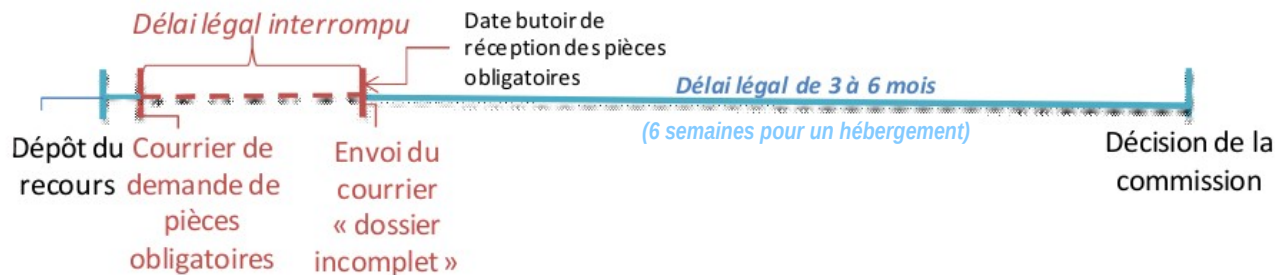 Délai légal interrompu
Date butoir de
réception des pièces
obligatoires
Délai légal de 3 à 6 mois
(6 semaines pour un hébergement)
Dépôt du
recours
Courrier de
demande de
pièces
obligatoires
Envoi du
courrier
« dossier
incomplet »
Décision de la
commission